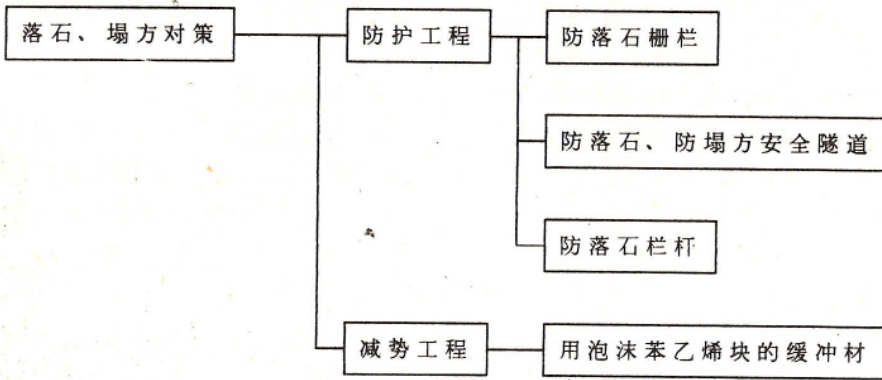 落石、塌方对策
防护工程
防落石栅栏
防落石、防塌方安全隧道
防落石栏杆
减势工程
用泡沫苯乙烯块的缓冲材